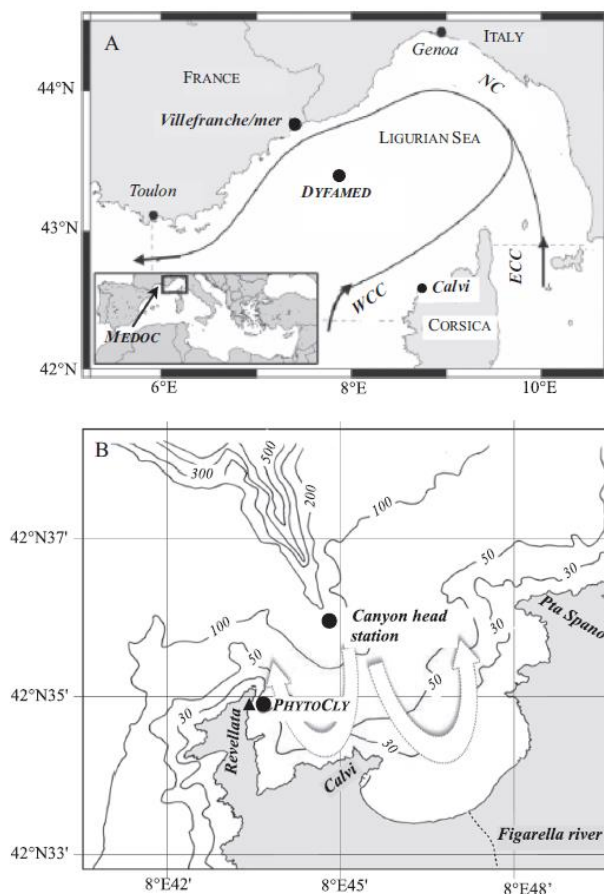 A
ITALY
Genoa
FRANCE
NC
44°N
Villefranche/mer
LIGURIAN SEA
DYFAMED
Toulon
43°N
ECC
WCC
Calvi
MEDOC
CORSICA
42°N
6°E
8°E
10°E
B
500
300
200
100
42°N37'
50
30
Canyon head
station
Pta Spano
100
50
30
42°N35'
50
30
PHYTOCLY
Revellata
30
Calvi
Figarella river
42°N33'
8°E42'
8°E45'
8°E48'